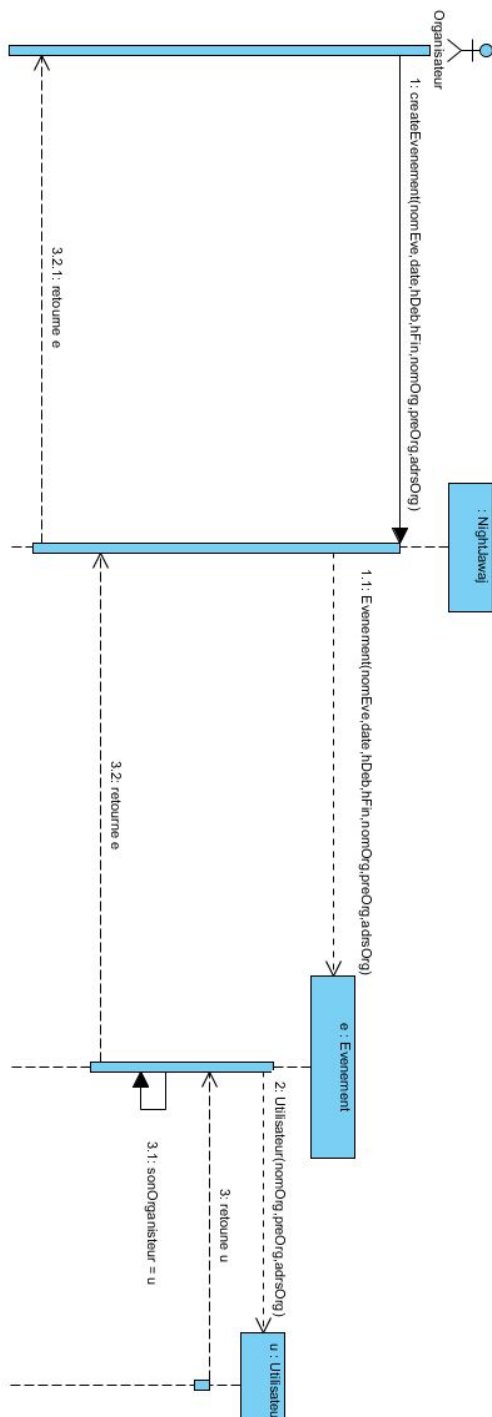 Organisateur
: NightJawaj
1: createEvenement(nomEve,date,hDeb,hFin,nomOrg,preOrg,adrsOrg)
1.1: Evenement(nomEve,date,hDeb,hFin,nomOrg,preOrg,adrsOrg)
e : Evenement
2: Utilisateur(nomOrg,preOrg,adrsOrg)
u : Utilisateur
3: retoune u
3.1: sonOrganisteur = u
3.2: retourne e
3.2.1: retourne e